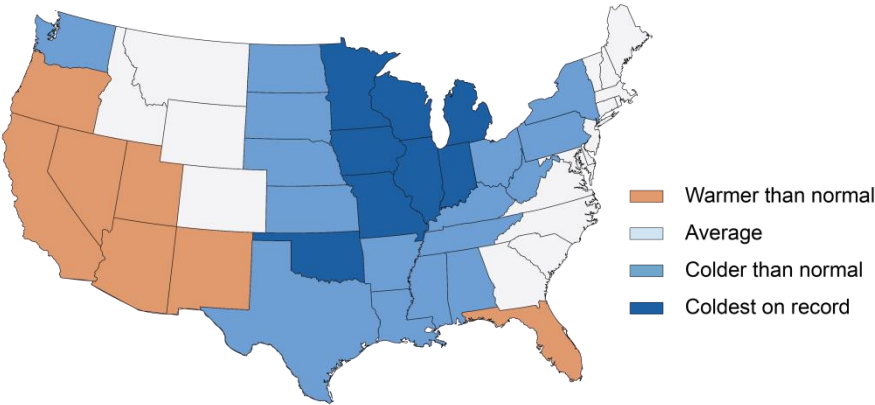 Warmer than normal
Average
Colder than normal
Coldest on record